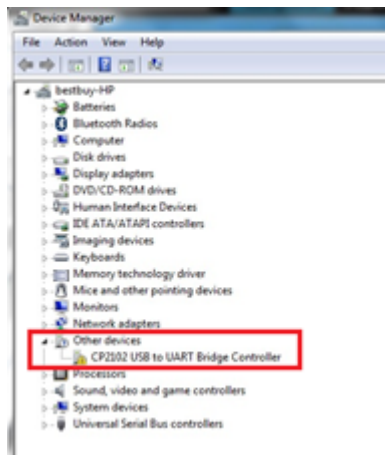 Device Manager
File Action View Help
bestbuy-HP
Batteries
Bluetooth Radios
Computer
Disk drives
Display adapters
DVD/CD-ROM drives
Human Interface Devices
IDE ATA/ATAPI controllers
Imaging devices
Keyboards
Memory technology driver
Mice and other pointing devices
Monitors
Network adapters
Other devices
CP2102 USB to UART Bridge Controller
Processors
Sound, video and game controllers
System devices
Universal Serial Bus controllers